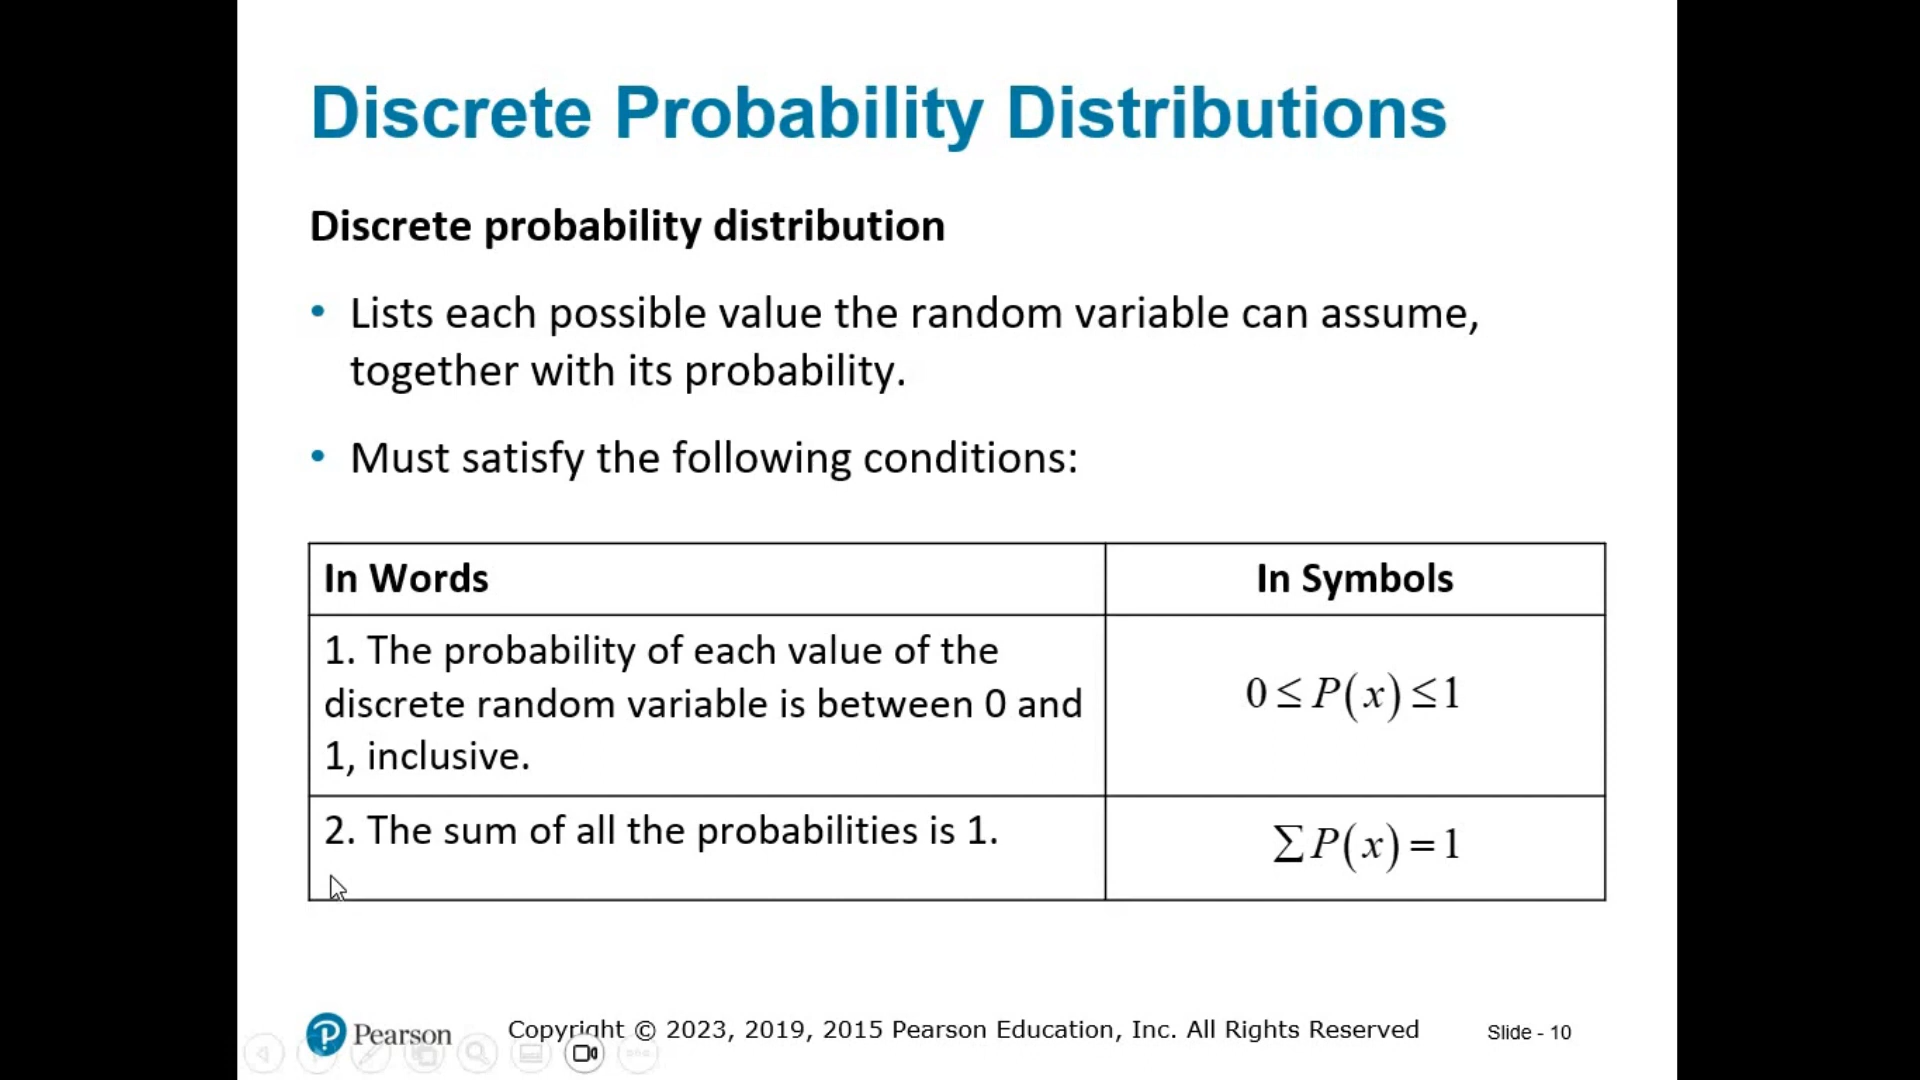 Discrete Probability Distributions
Discrete probability distribution
• Lists each possible value the random variable can assume,
together with its probability.
• Must satisfy the following conditions:
In Words
In Symbols
1. The probability of each value of the
discrete random variable is between 0 and
1, inclusive.
0 ≤ P(x) ≤ 1
2. The sum of all the probabilities is 1.
∑P(x) = 1
Pearson
Copyright © 2023, 2019, 2015 Pearson Education, Inc. All Rights Reserved
Slide - 10